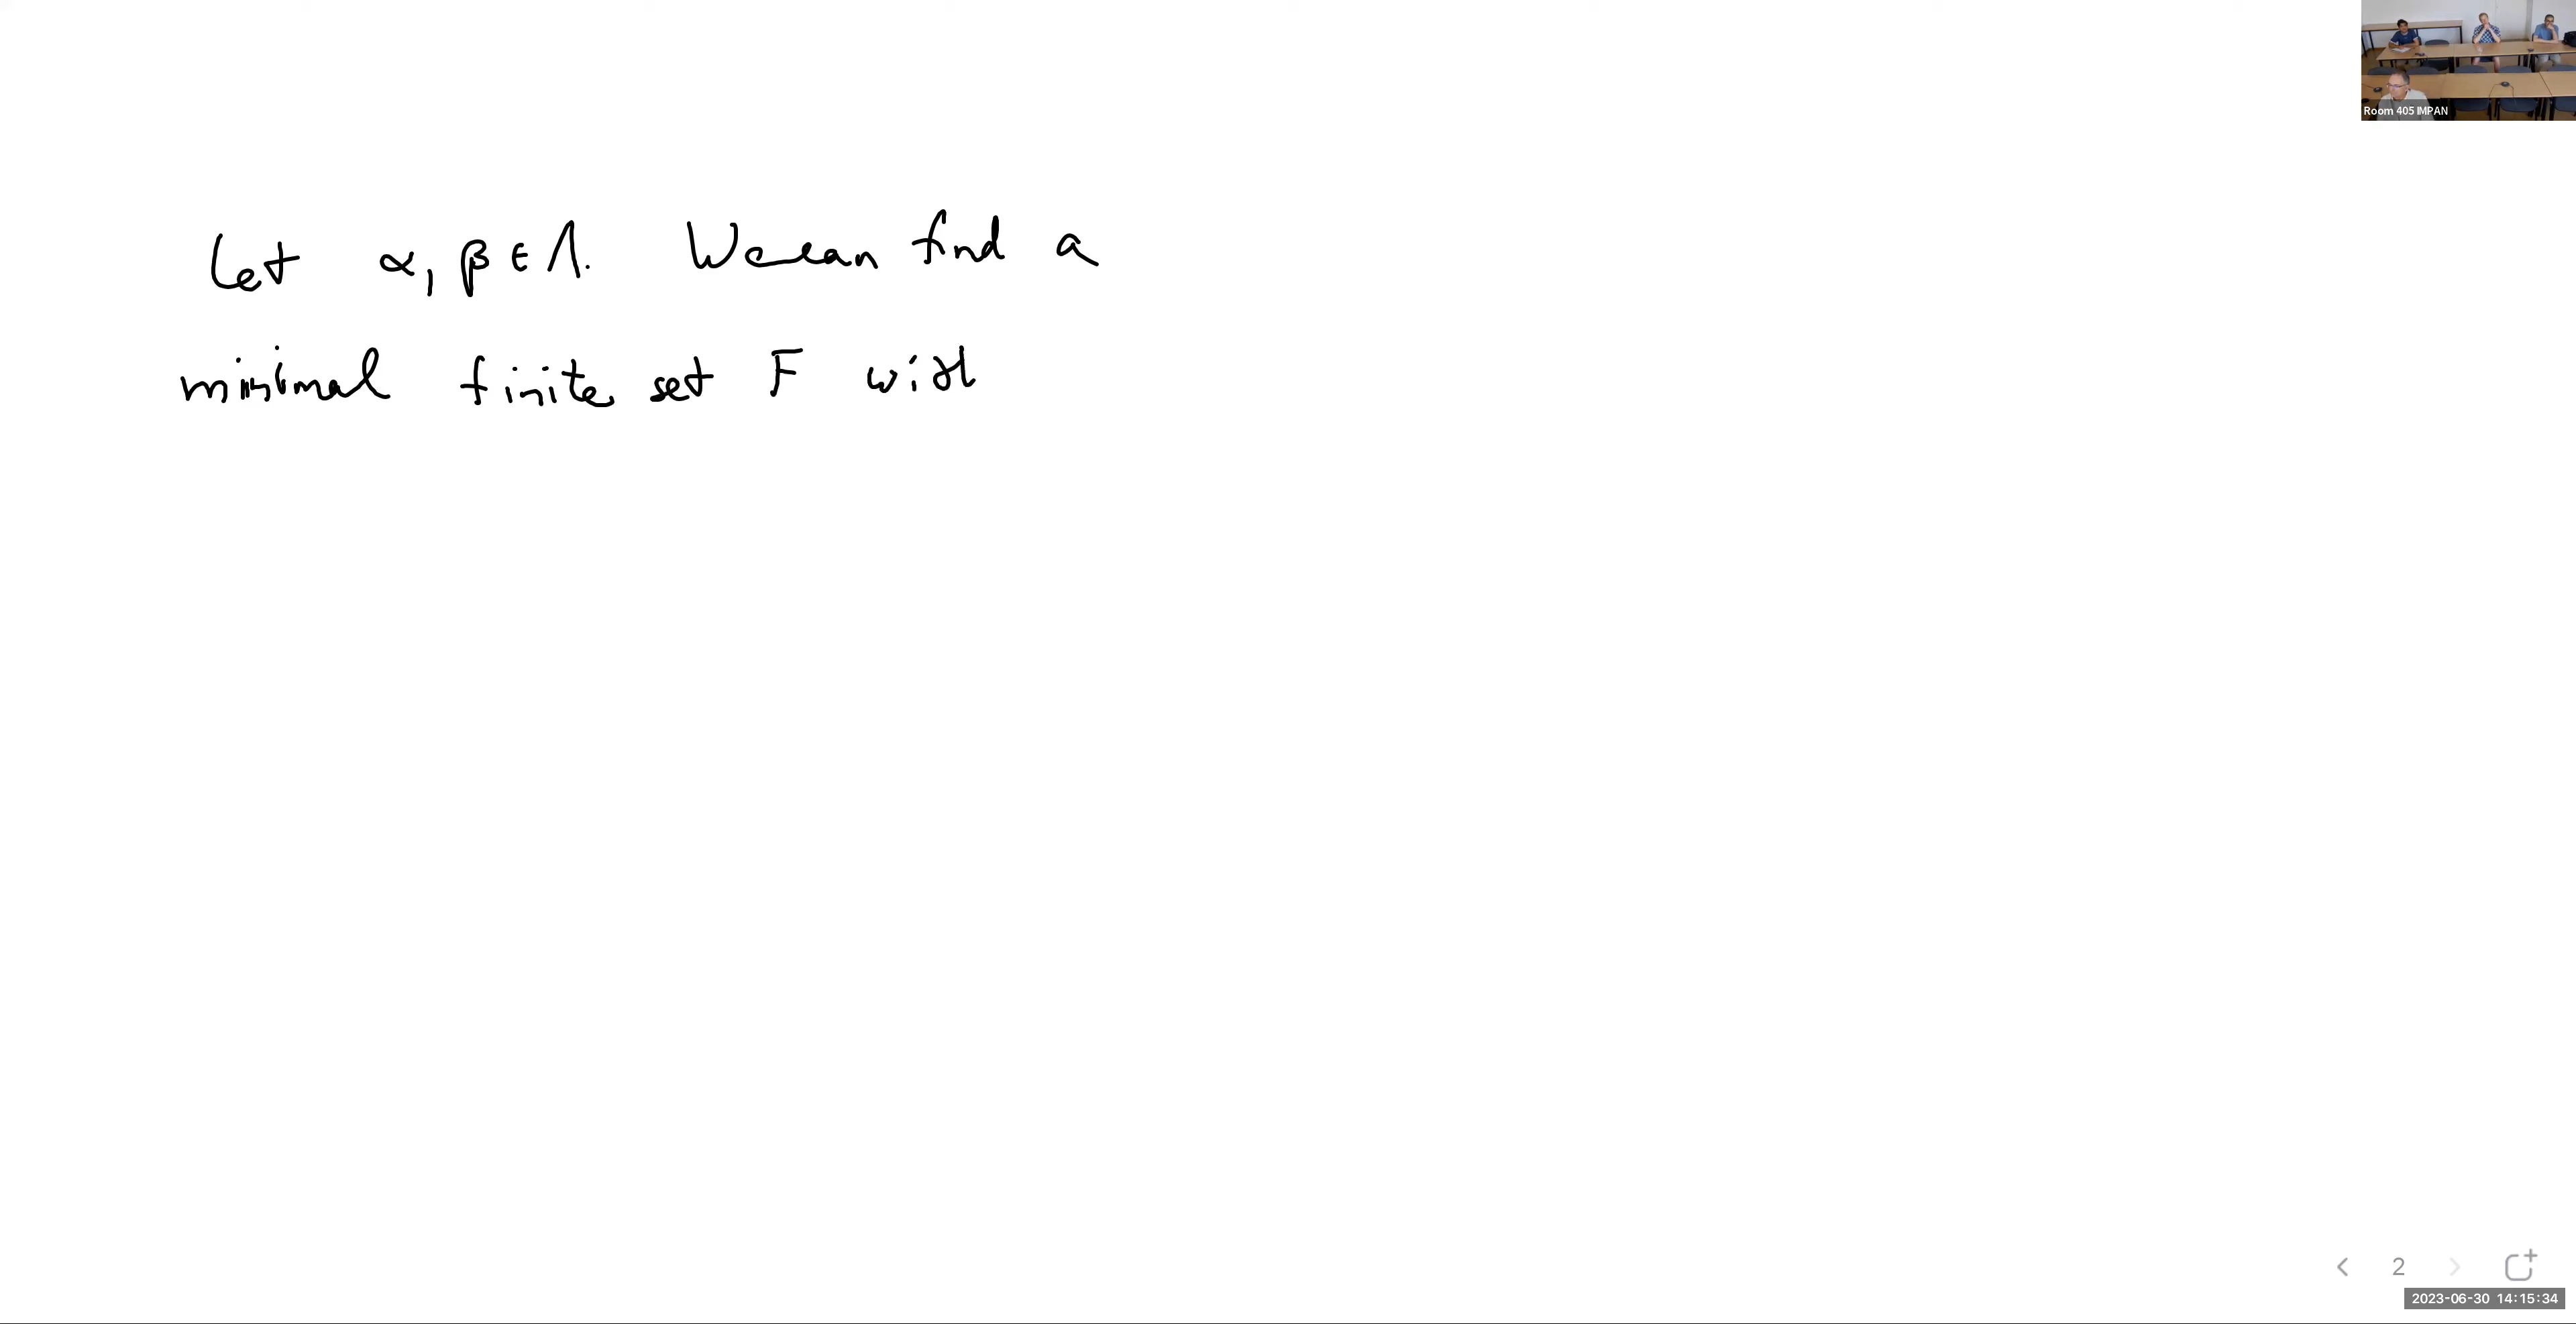 Room 405 IMPAN
Let α, β ∈ Λ. We can find a
minimal finite set F with
2
2023-06-30 14:15:34